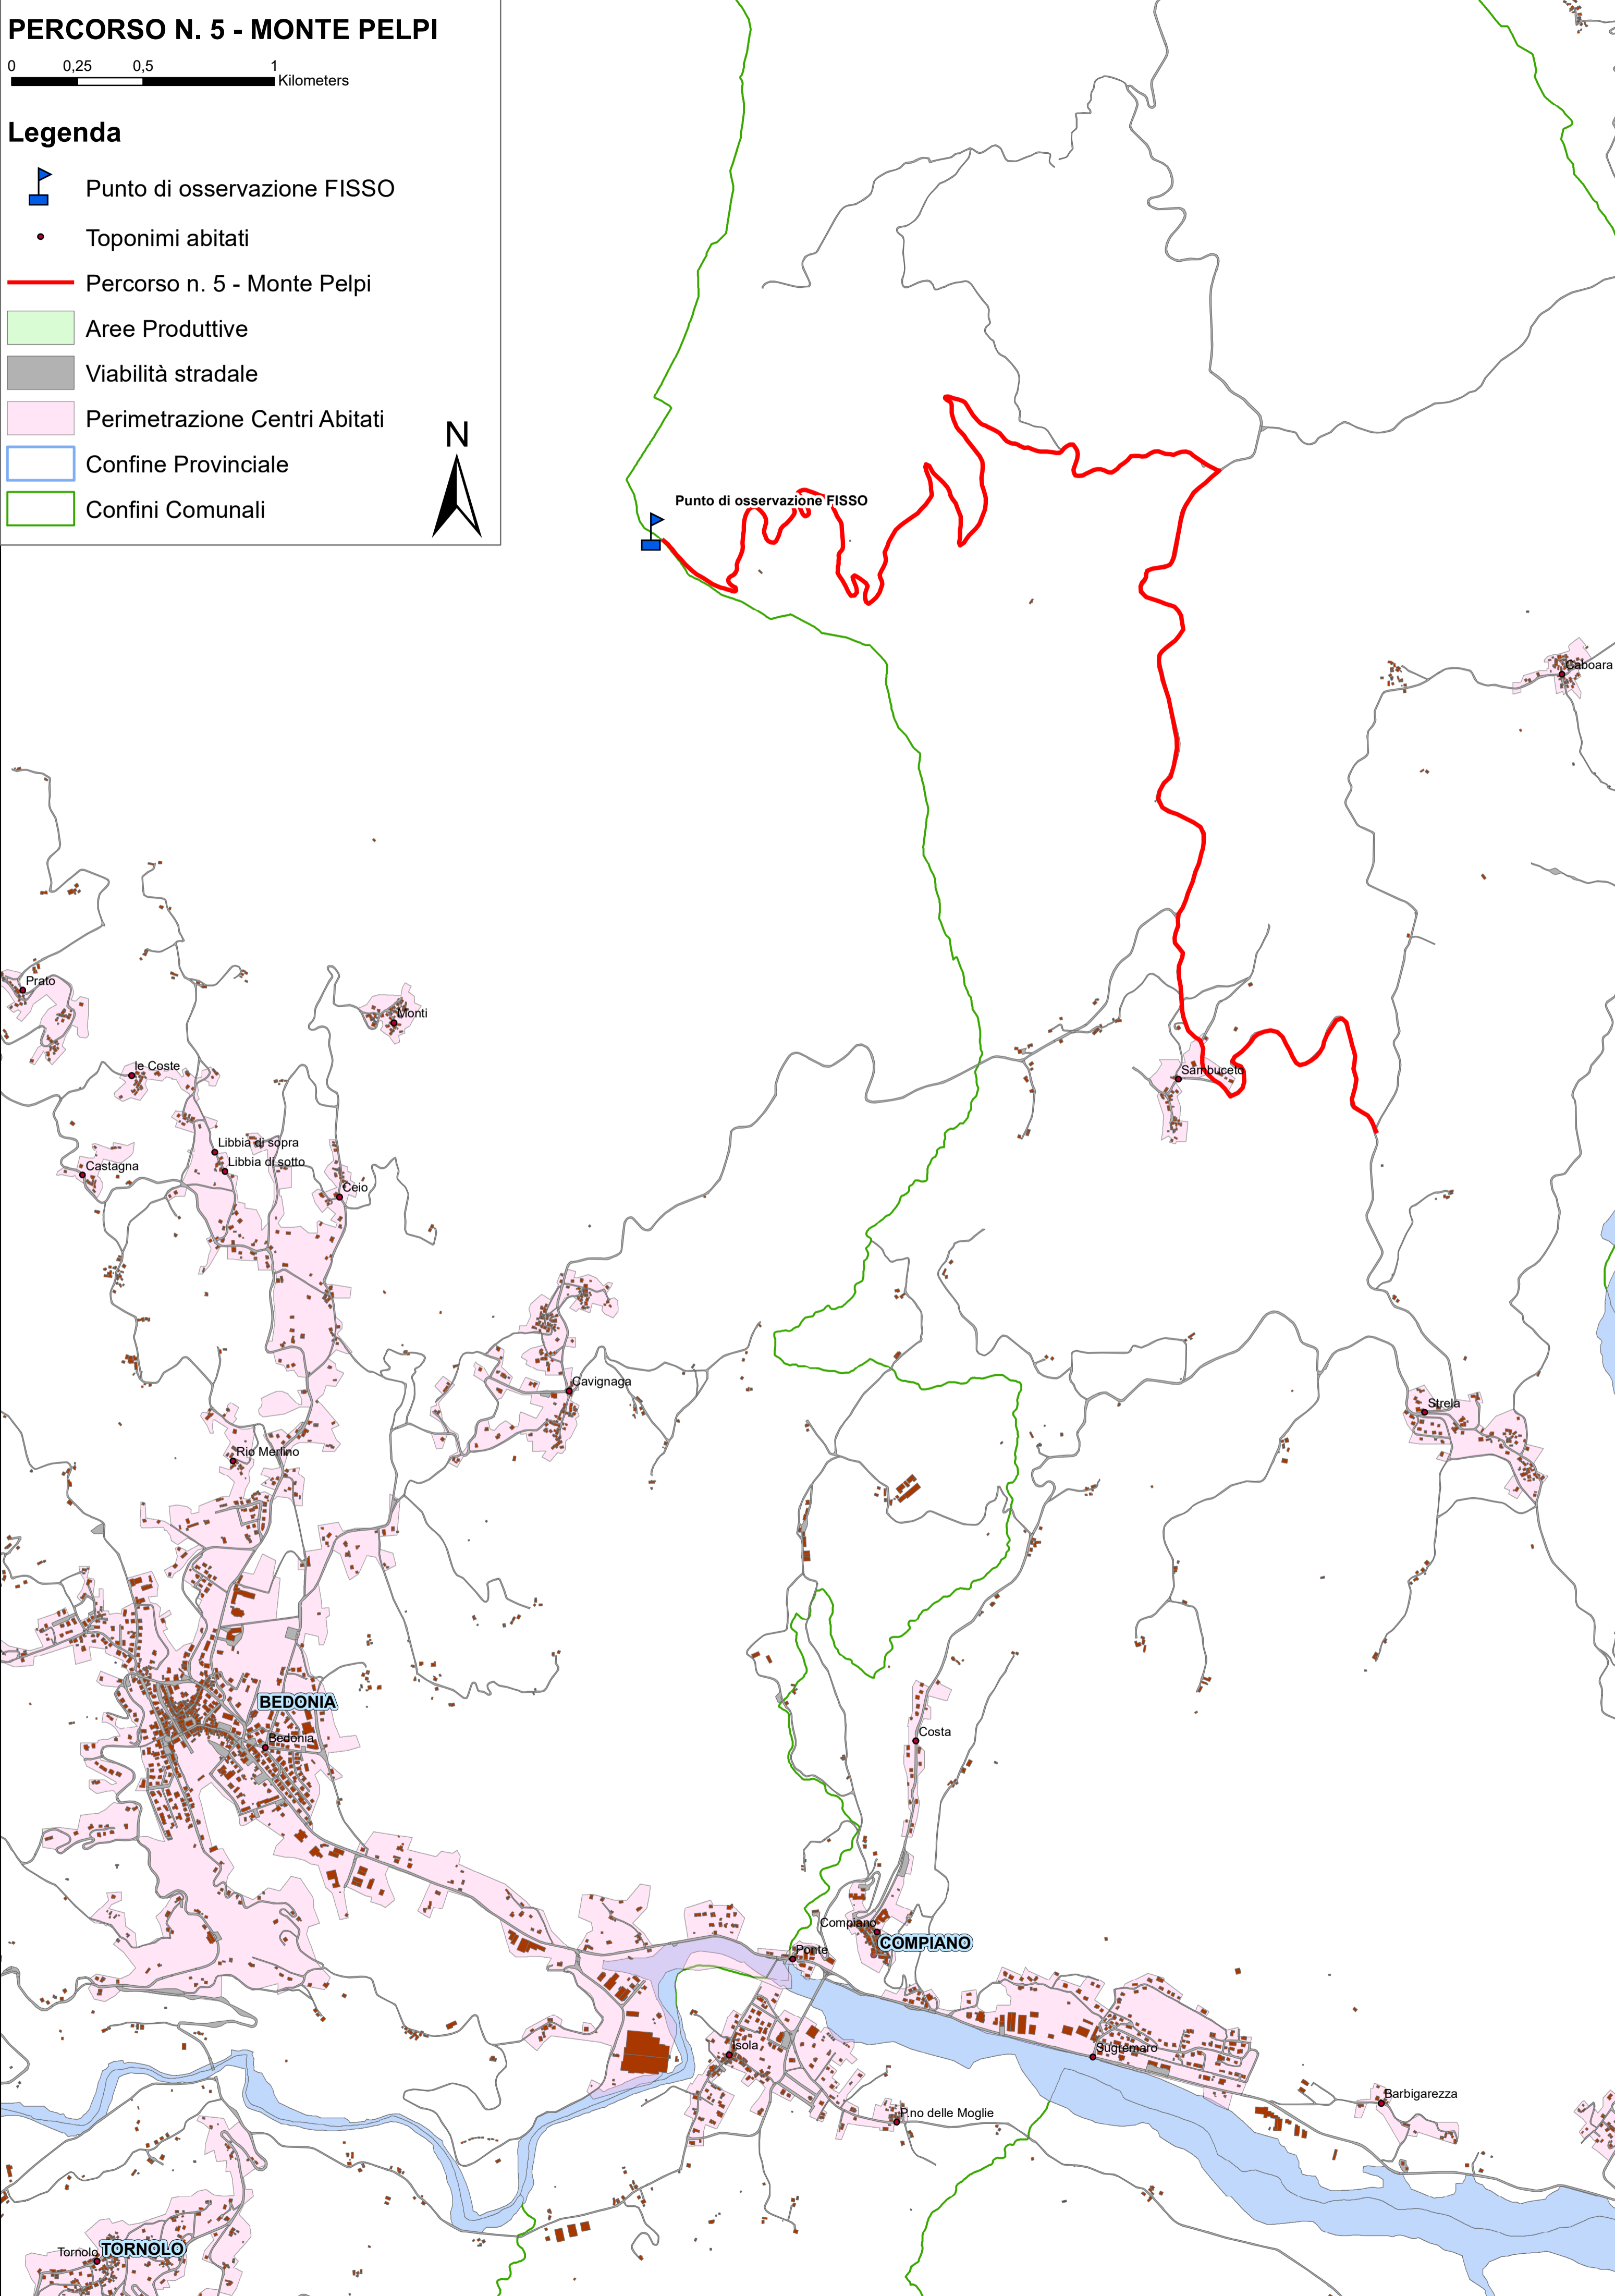 PERCORSO N. 5 - MONTE PELPI
0 0,25 0,5 1
Kilometers
Legenda
Punto di osservazione FISSO
Toponimi abitati
Percorso n. 5 - Monte Pelpi
Aree Produttive
Viabilità stradale
Perimetrazione Centri Abitati
Confine Provinciale
Confini Comunali
N
Punto di osservazione FISSO
Caboara
Prato
Monti
le Coste
Sambuceto
Libbia di sopra
Libbia di sotto
Castagna
Ceio
Cavignaga
Strela
Rio Merlino
BEDONIA
Bedonia
Costa
Compiano
COMPIANO
Ponte
Isola
Sugremaro
Barbigarezza
P.no delle Moglie
Tornolo
TORNOLO